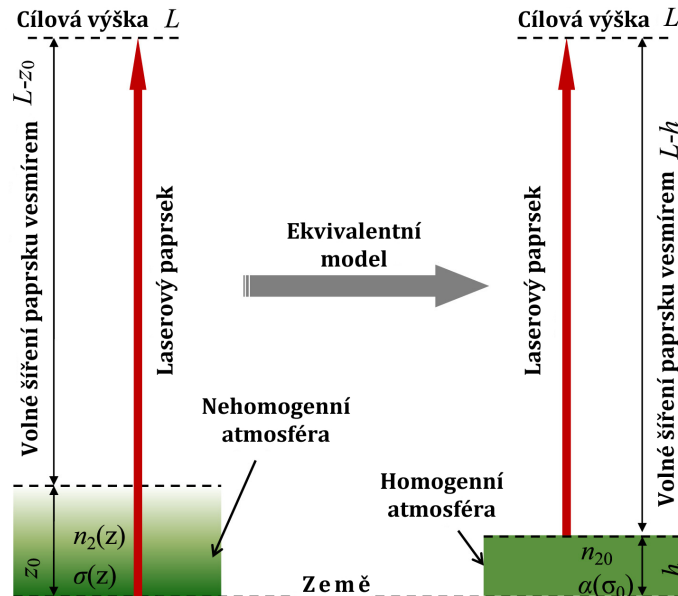 Cílová výška L
L-z0
Volné šíření paprsku vesmírem
Laserový paprsek
Nehomogenní
atmosféra
z0
n2(z)
σ(z)
Ekvivalentní
model
Země
Cílová výška L
Laserový paprsek
Volné šíření paprsku vesmírem L-h
Homogenní
atmosféra
n20
α(σ0)
h